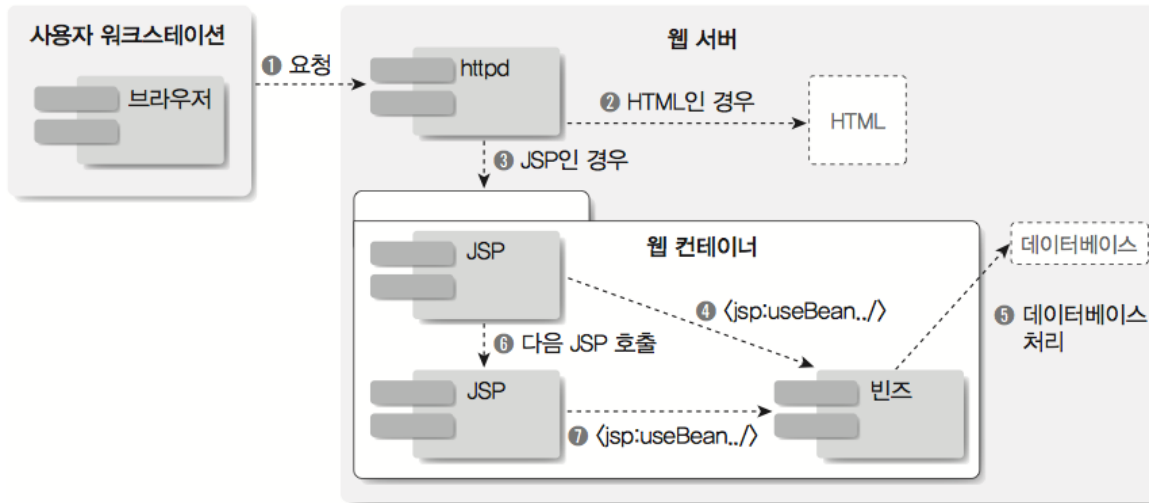 사용자 워크스테이션
브라우저
❶ 요청
웹 서버
httpd
❷ HTML인 경우
HTML
❸ JSP인 경우
웹 컨테이너
JSP
데이터베이스
❹ 〈jsp:useBean../〉
❺ 데이터베이스
처리
❻ 다음 JSP 호출
JSP
빈즈
❼ 〈jsp:useBean../〉